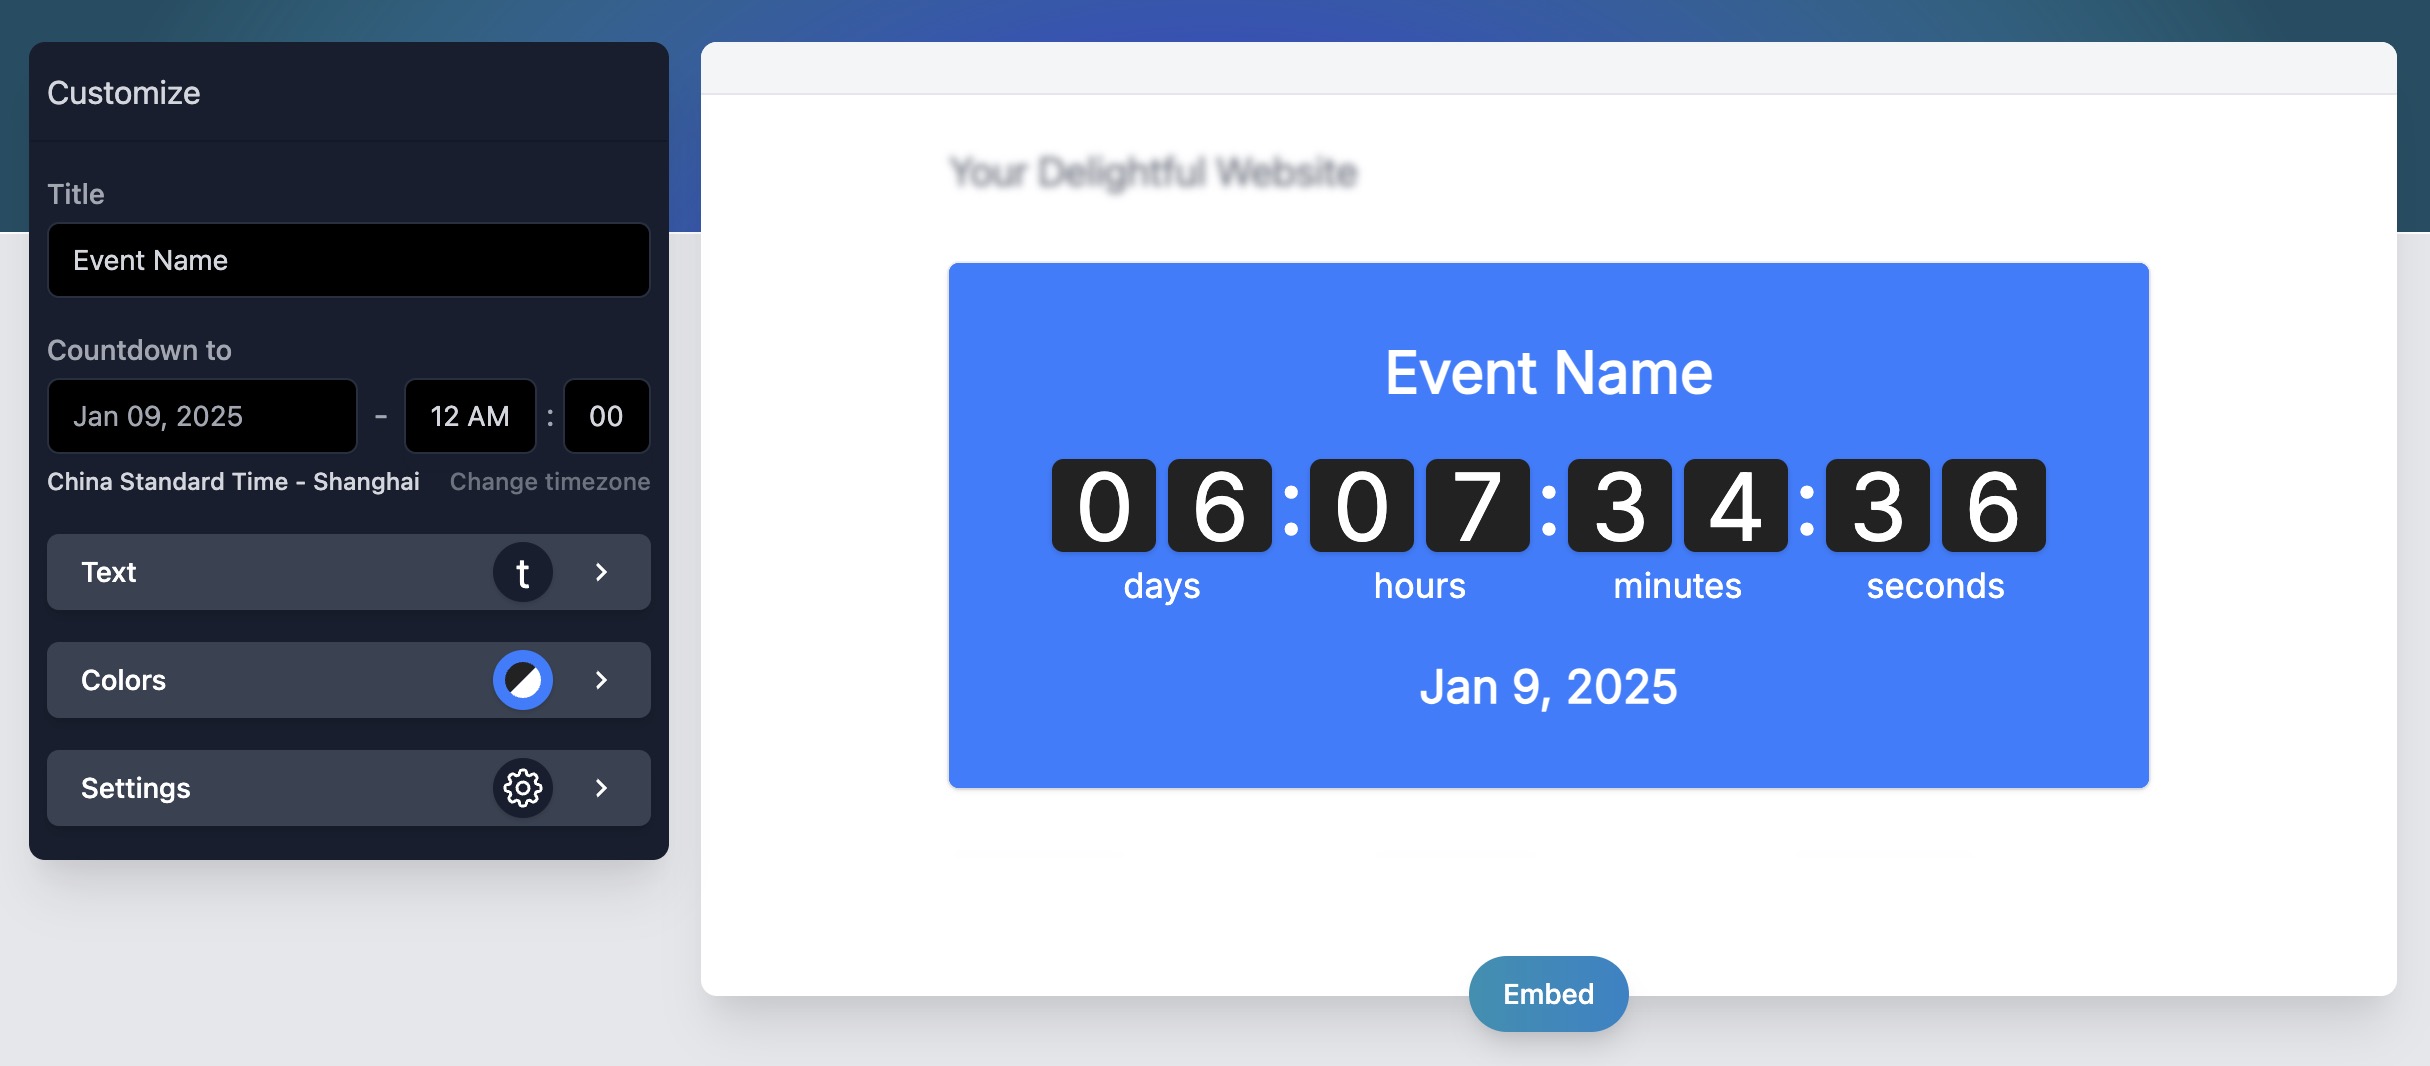 Customize
Title
Event Name
Countdown to
Jan 09, 2025 - 12 AM : 00
China Standard Time - Shanghai Change timezone
Text t
Colors
Settings
Your Delightful Website
Event Name
06:07:34:36
days hours minutes seconds
Jan 9, 2025
Embed